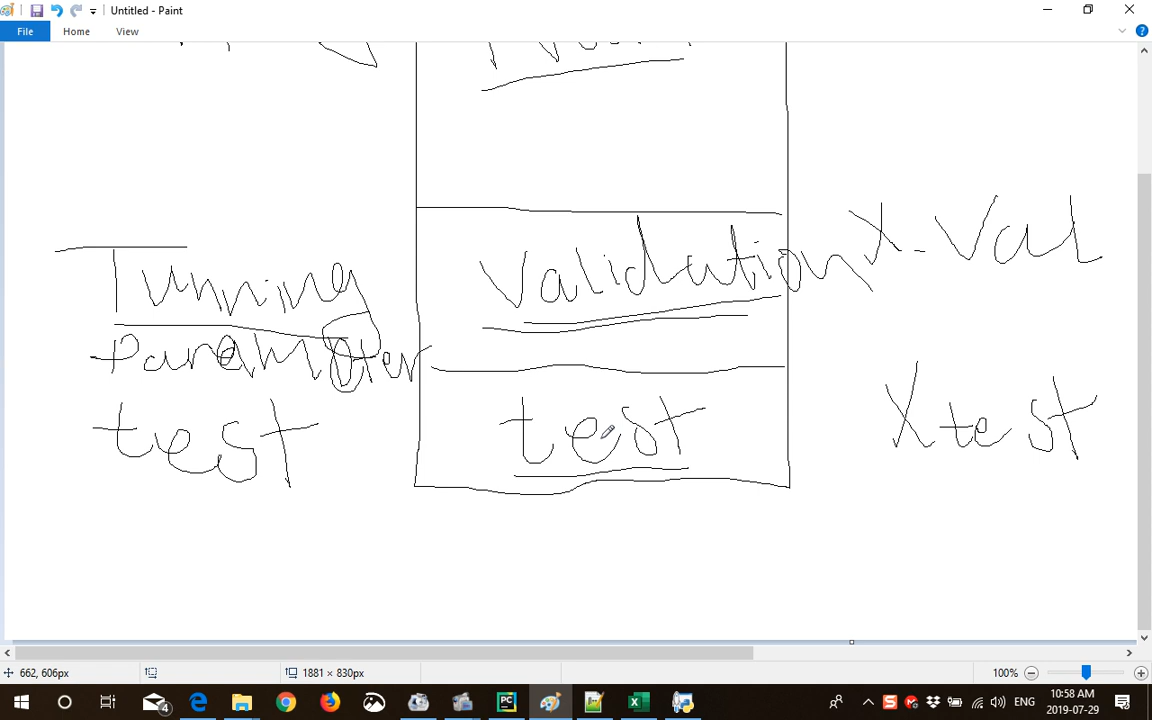 Untitled - Paint
File Home View
Validation X-Val
Tunning
Parameter
test test Xtest
662, 606px 1881 × 830px 100%
4 ENG 10:58 AM
2019-07-29